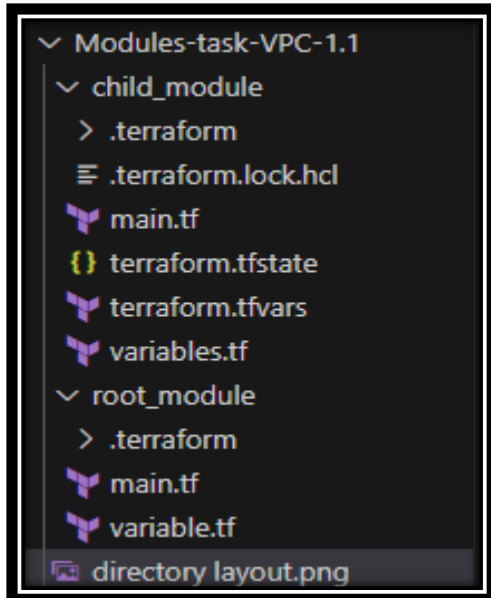 Modules-task-VPC-1.1
child_module
.terraform
.terraform.lock.hcl
main.tf
terraform.tfstate
terraform.tfvars
variables.tf
root_module
.terraform
main.tf
variable.tf
directory layout.png